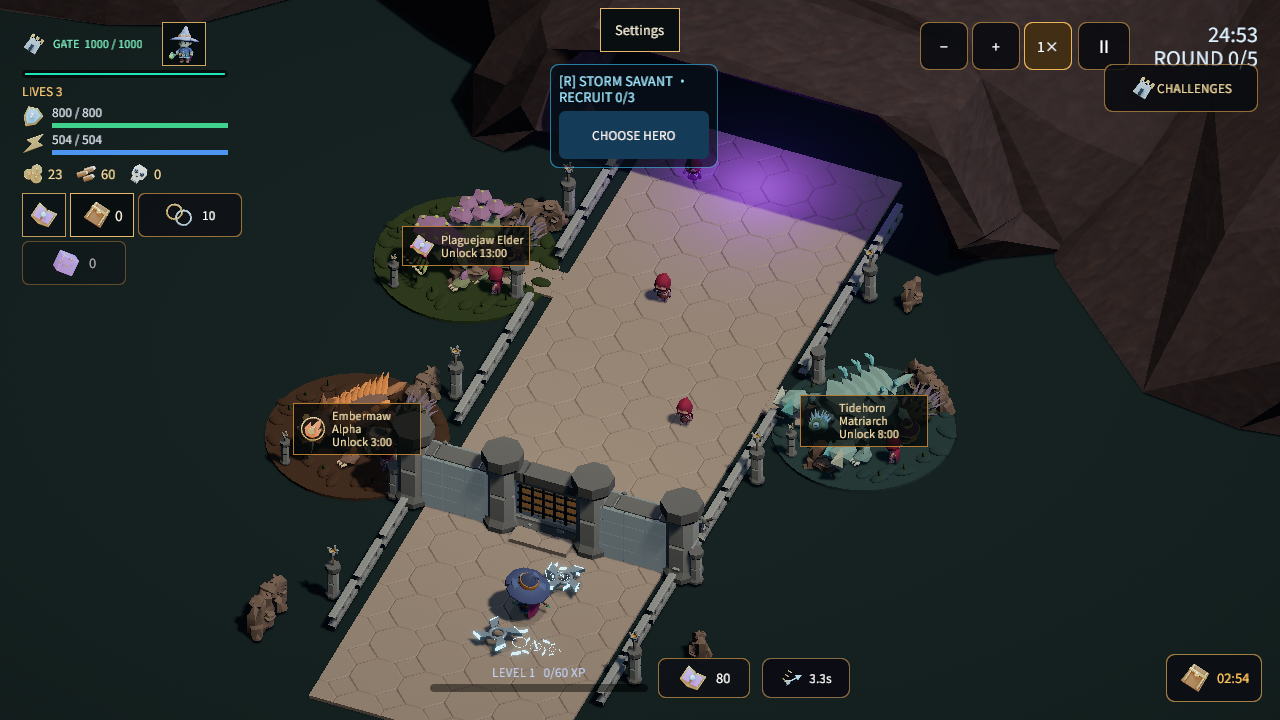 GATE 1000 / 1000
Settings
−
+
1×
24:53
ROUND 0/5
CHALLENGES
LIVES 3
800 / 800
504 / 504
23
60
0
0
10
0
[R] STORM SAVANT •
RECRUIT 0/3
CHOOSE HERO
Plaguejaw Elder
Unlock 13:00
Embermaw
Alpha
Unlock 3:00
Tidehorn
Matriarch
Unlock 8:00
LEVEL 1 0/60 XP
80
3.3s
02:54